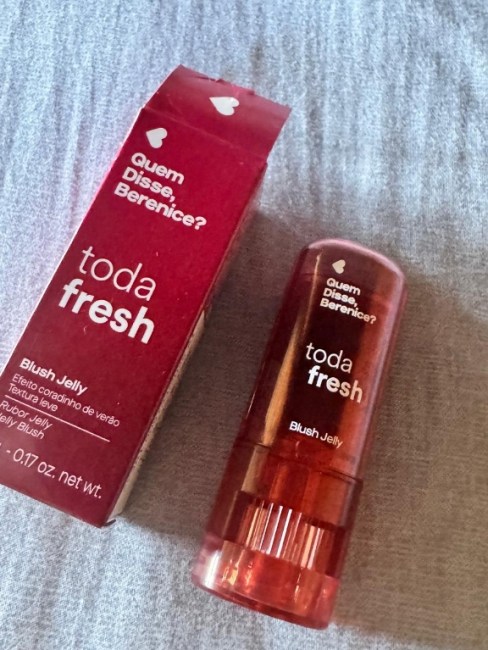 Quem
Disse,
Berenice?
toda
fresh
Blush Jelly
Efeito coradinho de verão
Textura leve
Rubor Jelly
Jelly Blush
- 0.17 oz. net wt.
Quem
Disse,
Berenice?
toda
fresh
Blush Jelly